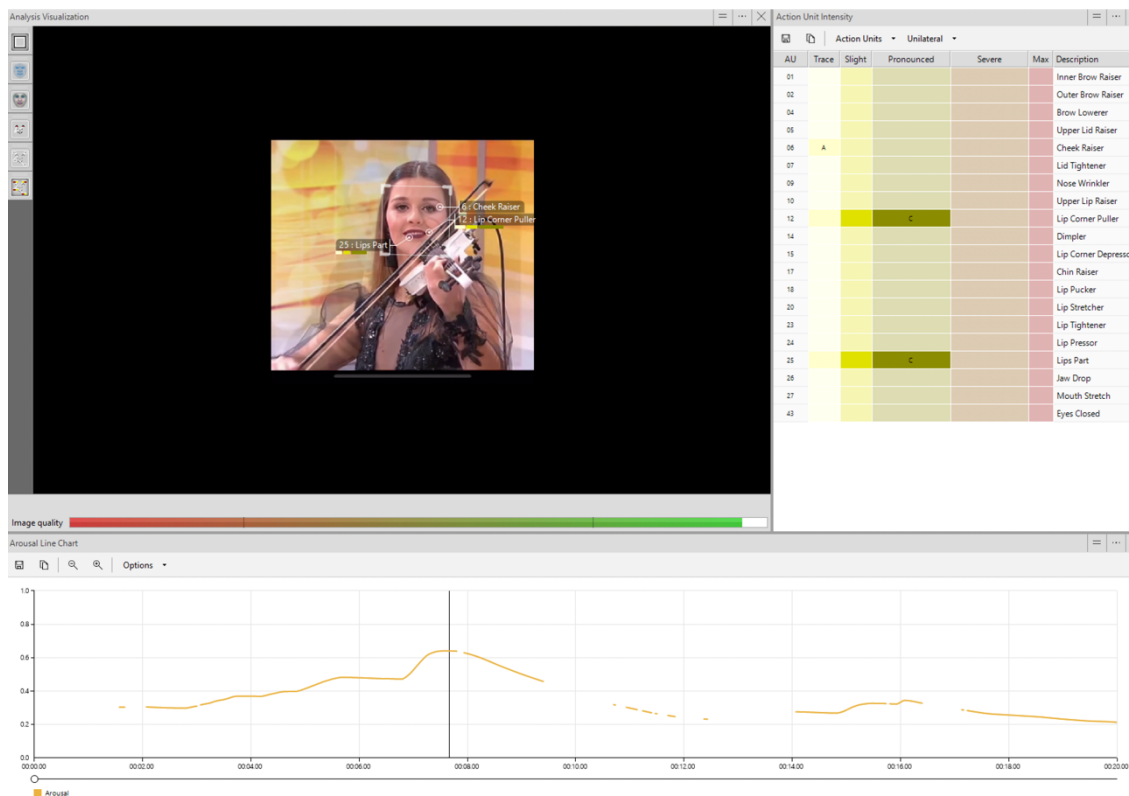 Analysis Visualization
6 : Cheek Raiser
12 : Lip Corner Puller
25 : Lips Part
Image quality
Action Unit Intensity
Action Units Unilateral
AU Trace Slight Pronounced Severe Max Description
01 Inner Brow Raiser
02 Outer Brow Raiser
04 Brow Lowerer
05 Upper Lid Raiser
06 A Cheek Raiser
07 Lid Tightener
09 Nose Wrinkler
10 Upper Lip Raiser
12 C Lip Corner Puller
14 Dimpler
15 Lip Corner Depresso
17 Chin Raiser
18 Lip Pucker
20 Lip Stretcher
23 Lip Tightener
24 Lip Pressor
25 C Lips Part
26 Jaw Drop
27 Mouth Stretch
43 Eyes Closed
Arousal Line Chart
Options
1.0
0.8
0.6
0.4
0.2
0.0
00:00.00 00:02.00 00:04.00 00:06.00 00:08.00 00:10.00 00:12.00 00:14.00 00:16.00 00:18.00 00:20.00
Arousal